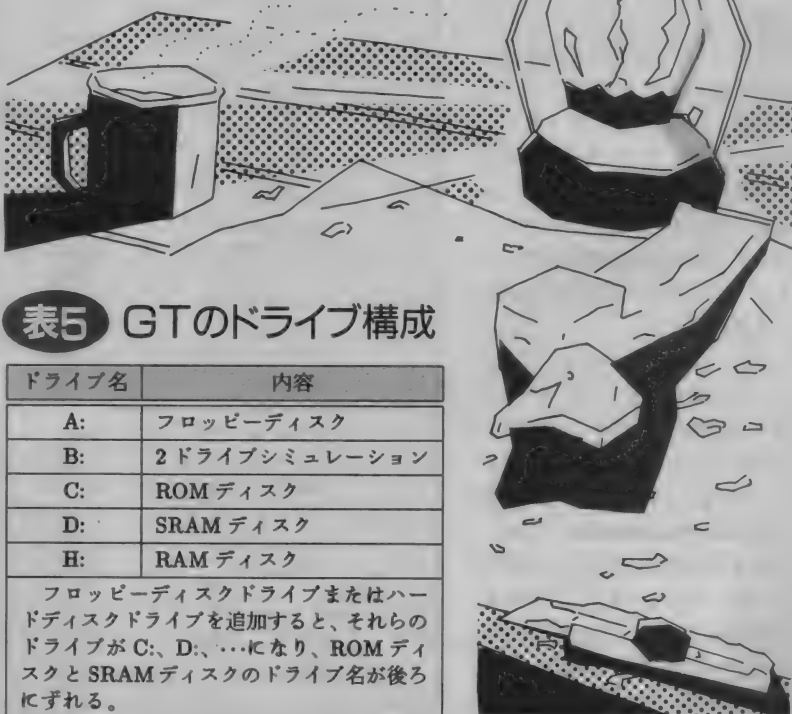 表5 GTのドライブ構成
ドライブ名 内容
A: フロッピーディスク
B: 2ドライブシミュレーション
C: ROMディスク
D: SRAMディスク
H: RAMディスク
フロッピーディスクドライブまたはハー
ドディスクドライブを追加すると、それらの
ドライブがC:、D:、…になり、ROMディ
スクとSRAMディスクのドライブ名が後ろ
にずれる。